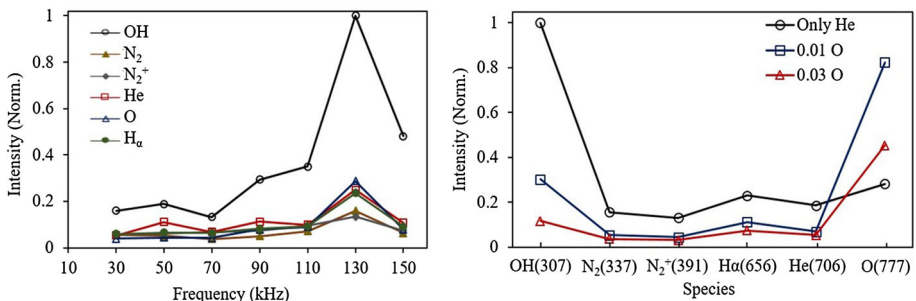 1
0.8
0.6
0.4
0.2
0
Intensity (Norm.)
OH
N₂
N₂⁺
He
O
Hα
10 30 50 70 90 110 130 150
Frequency (kHz)
1
0.8
0.6
0.4
0.2
0
Intensity (Norm.)
Only He
0.01 O
0.03 O
OH(307) N₂(337) N₂⁺(391) Hα(656) He(706) O(777)
Species